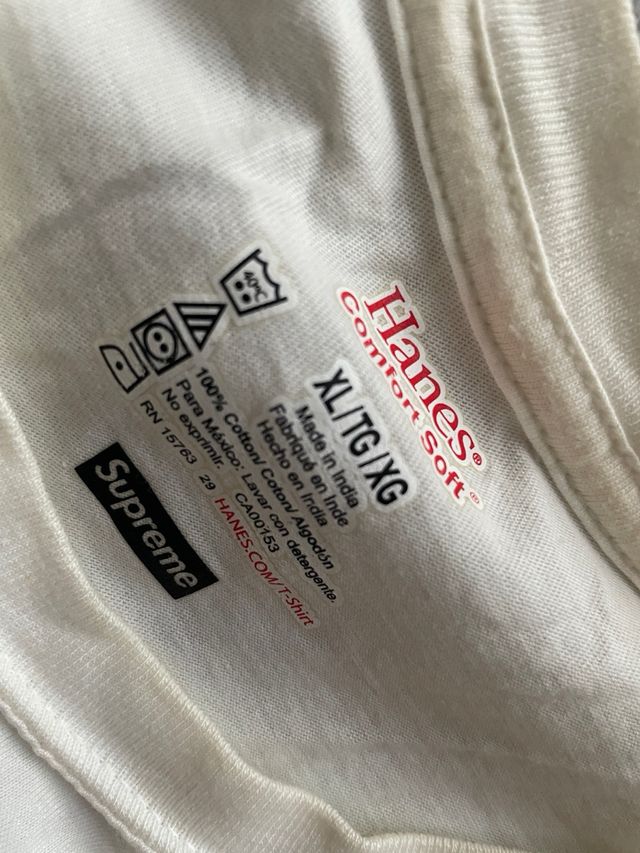 Hanes®
Comfort Soft®
XL/TG/XG
Made in India
Fabriqué en Inde
Hecho en India
40°C
100% Cotton/ Coton/ Algodón
Para México: Lavar con detergente.
No exprimir. CA00153
RN 15763 29 HANES.COM/T-Shirt
Supreme